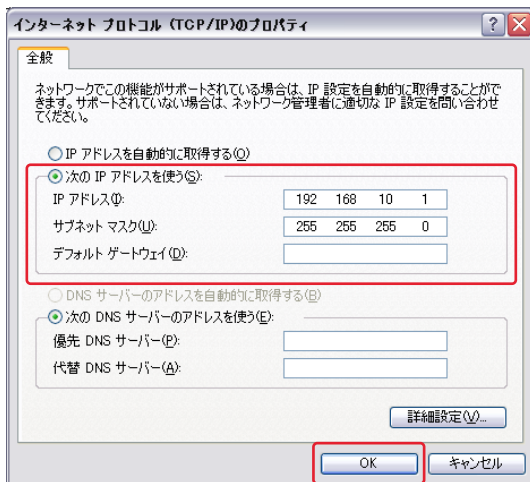 インターネット プロトコル (TCP/IP)のプロパティ
全般
ネットワークでこの機能がサポートされている場合は、IP 設定を自動的に取得することがで
きます。サポートされていない場合は、ネットワーク管理者に適切な IP 設定を問い合わせ
てください。
IP アドレスを自動的に取得する(O)
次の IP アドレスを使う(S):
IP アドレス(I): 192 168 10 1
サブネット マスク(U): 255 255 255 0
デフォルト ゲートウェイ(D):
DNS サーバーのアドレスを自動的に取得する(B)
次の DNS サーバーのアドレスを使う(E):
優先 DNS サーバー(P):
代替 DNS サーバー(A):
詳細設定(V)...
OK キャンセル